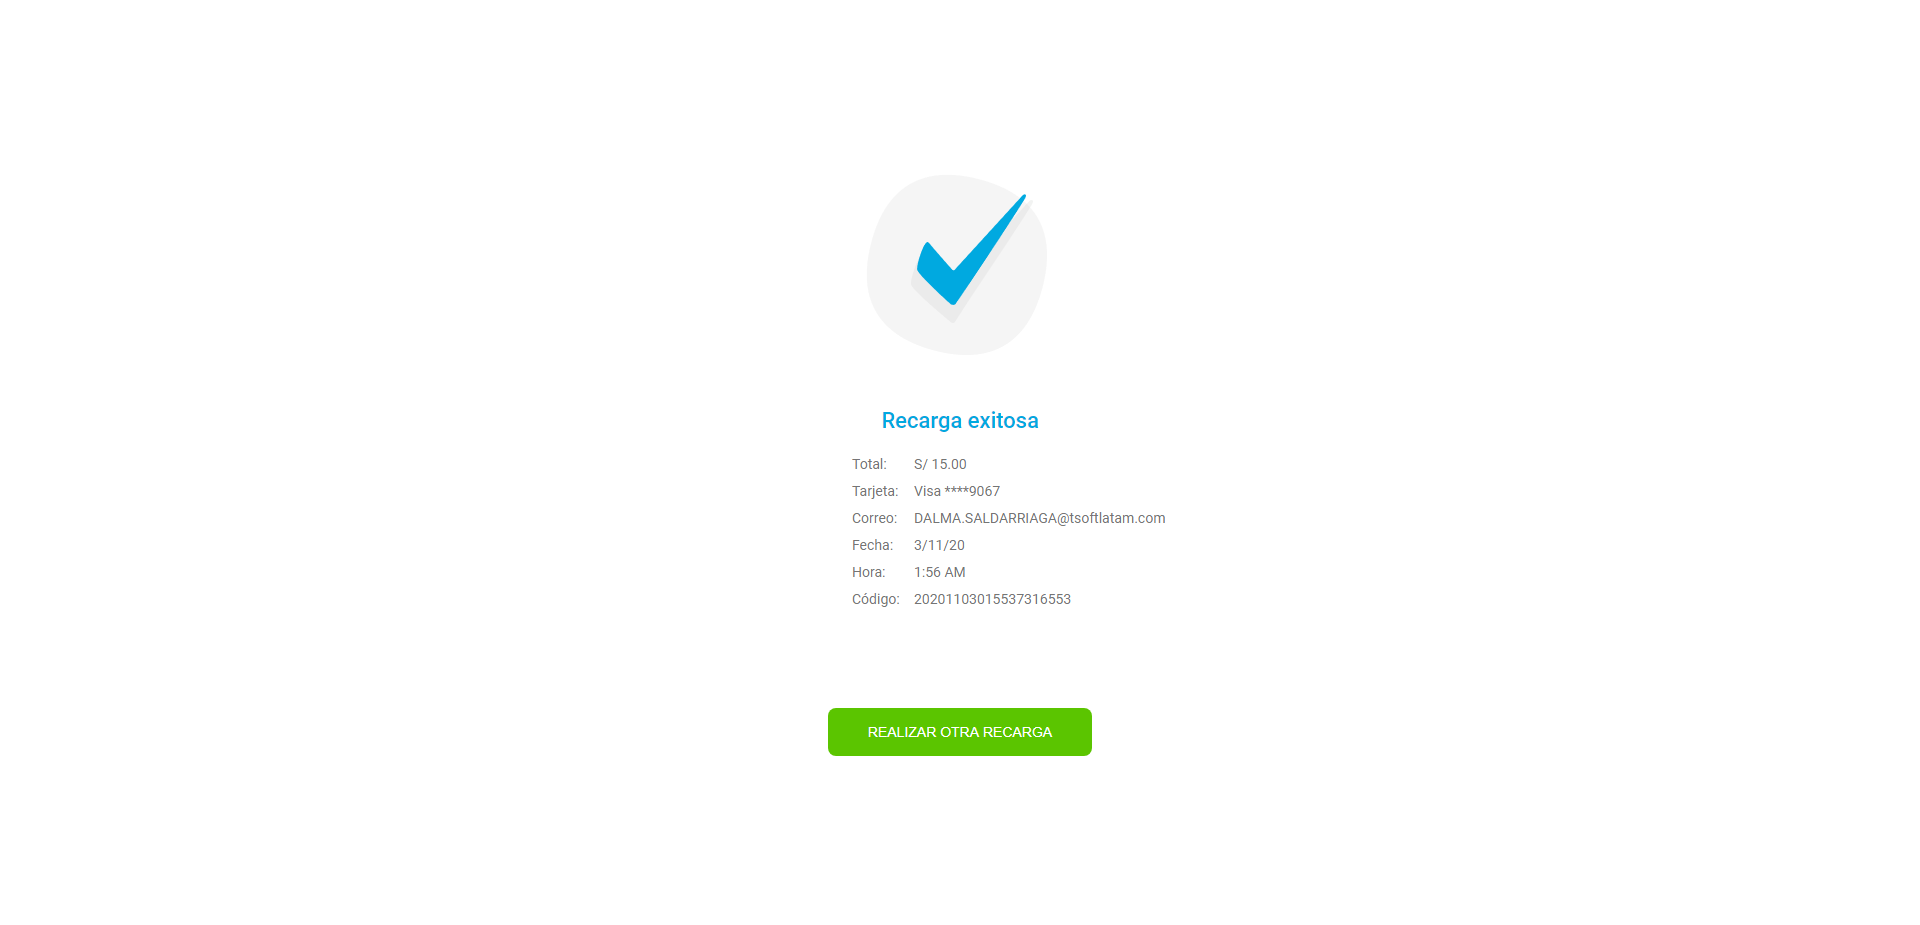 Recarga exitosa
Total: S/ 15.00
Tarjeta: Visa ****9067
Correo: DALMA.SALDARRIAGA@tsoftlatam.com
Fecha: 3/11/20
Hora: 1:56 AM
Código: 20201103015537316553
REALIZAR OTRA RECARGA